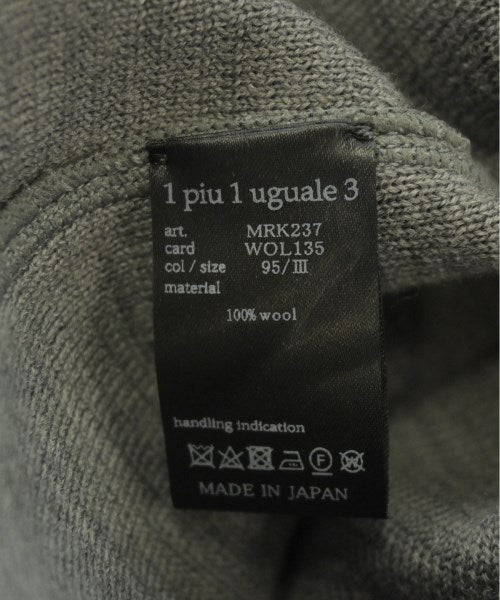 1 piu 1 uguale 3
art. MRK237
card WOL135
col / size 95/III
material
100% wool
handling indication
F W
MADE IN JAPAN